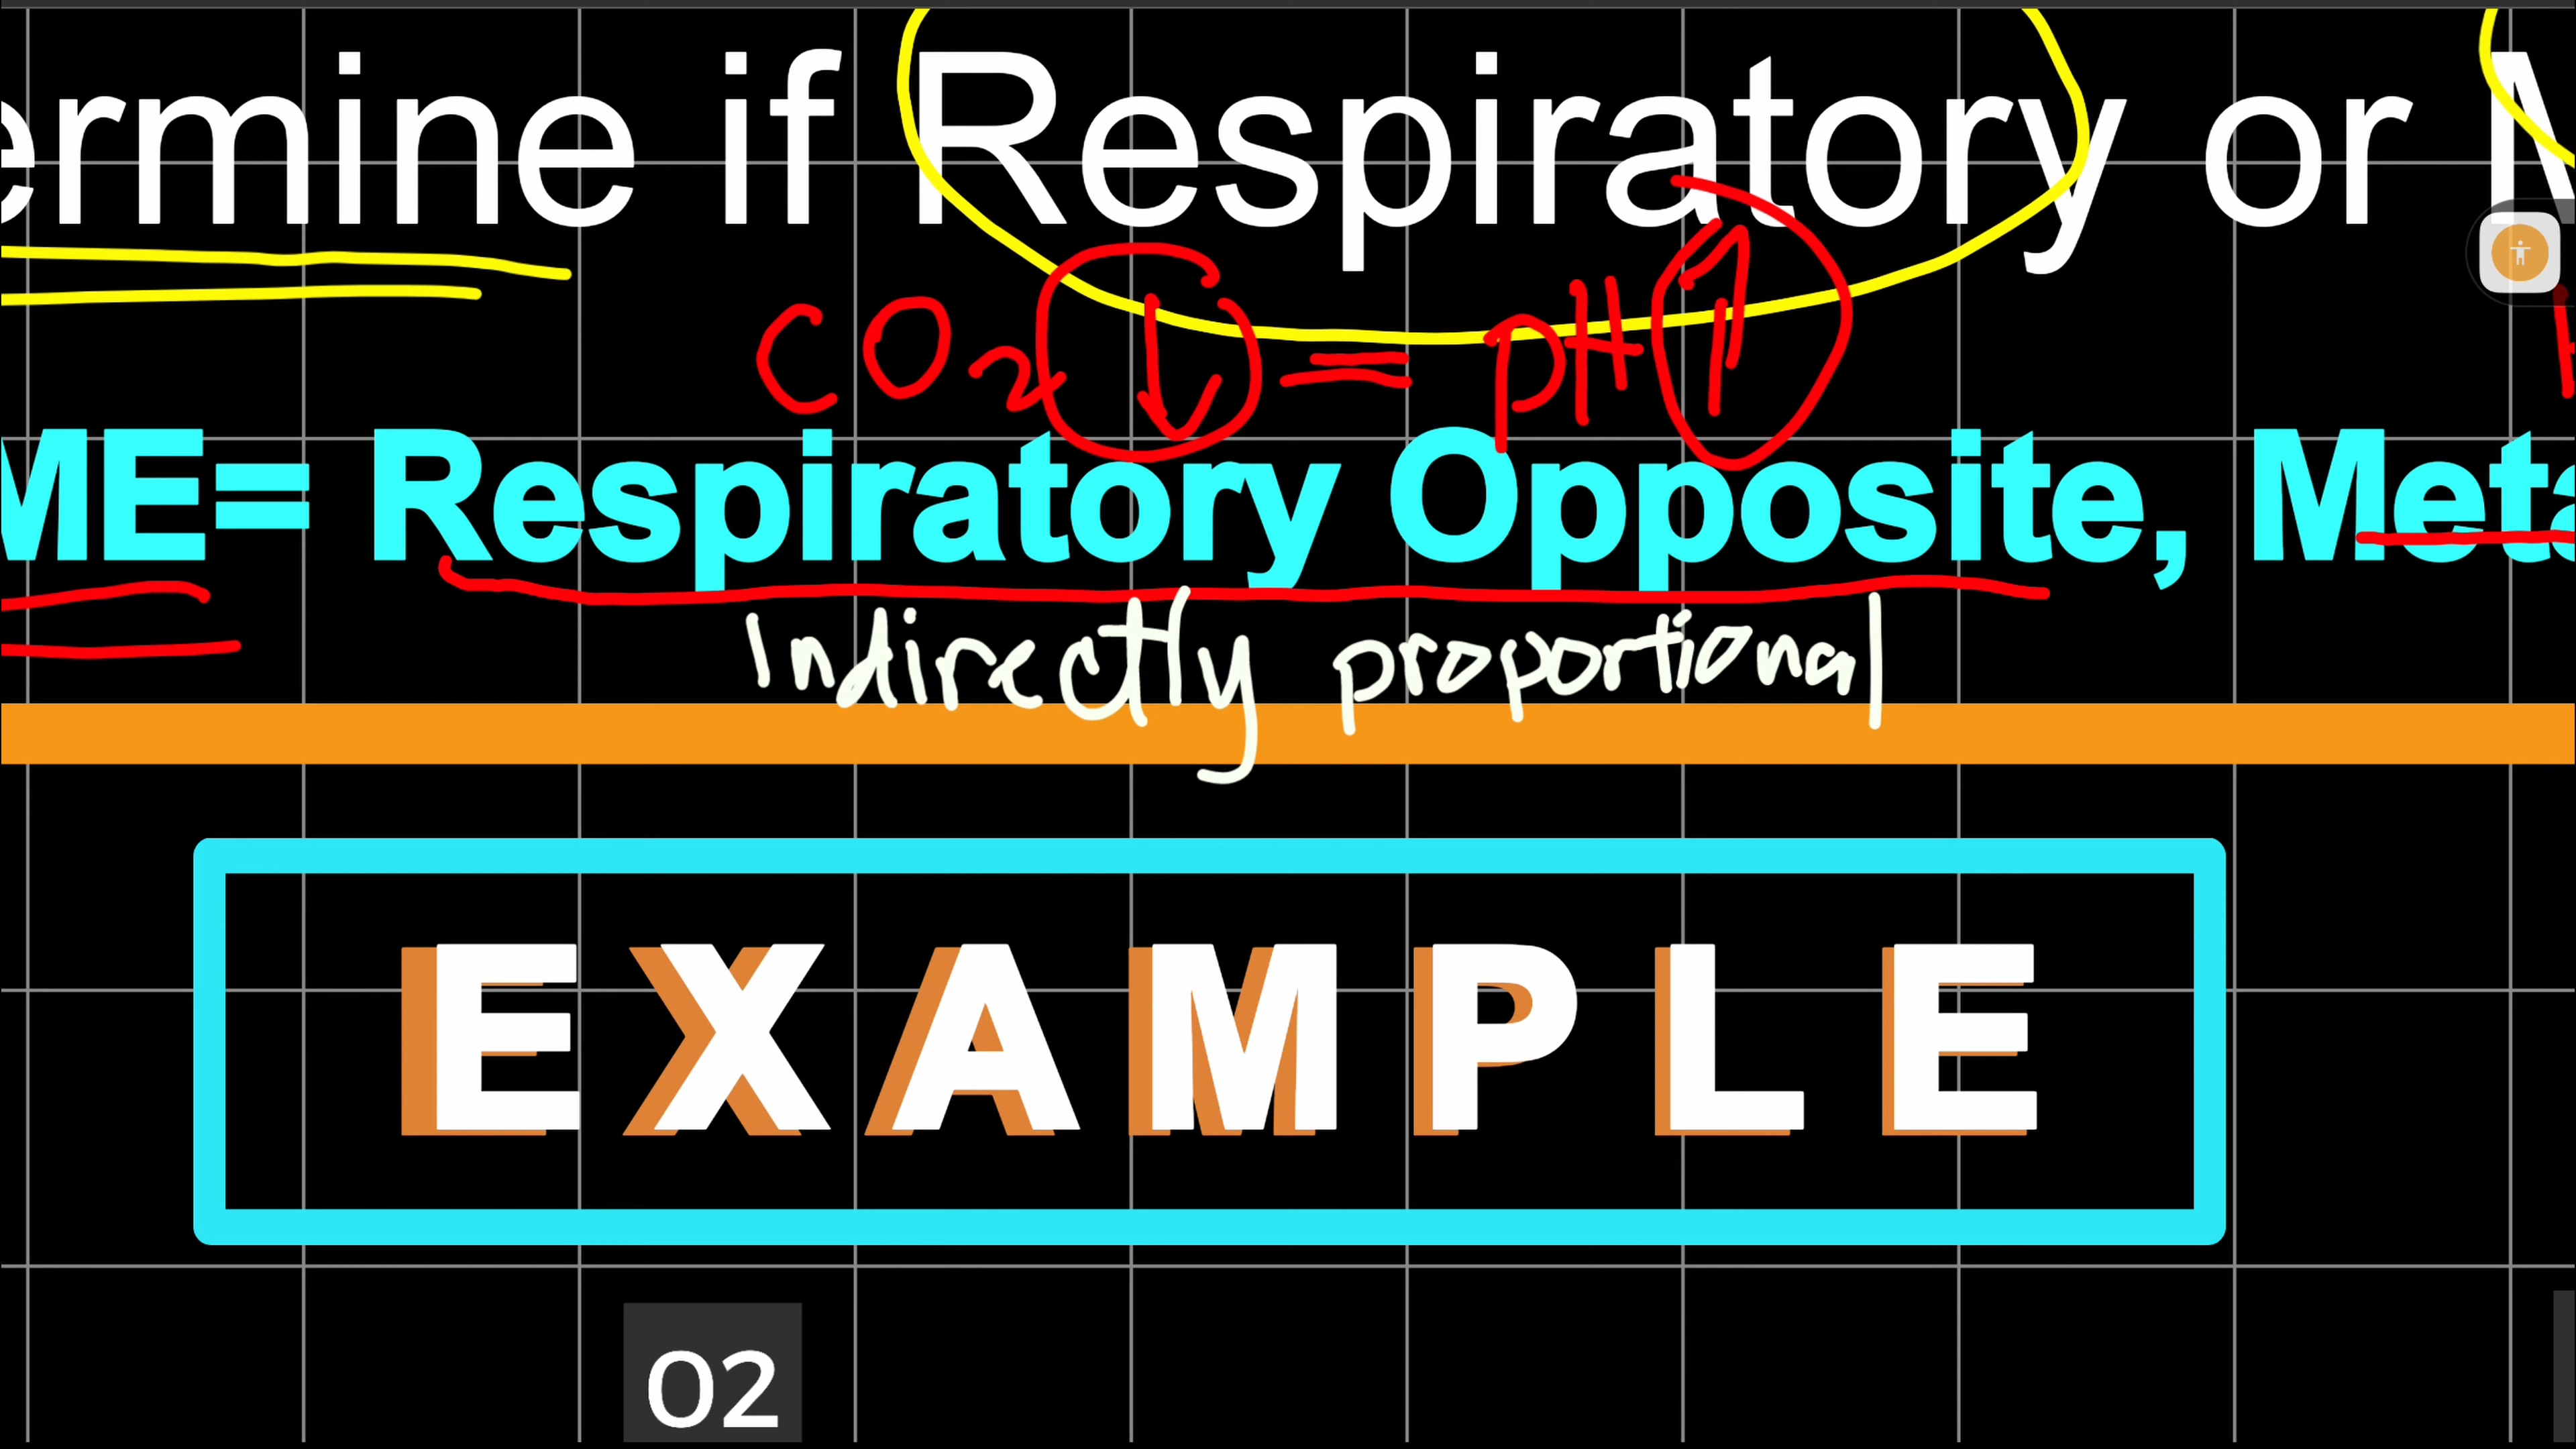 ermine if Respiratory or M
CO2 ↓ = pH ↑
ME= Respiratory Opposite, Meta
Indirectly proportional
EXAMPLE
02